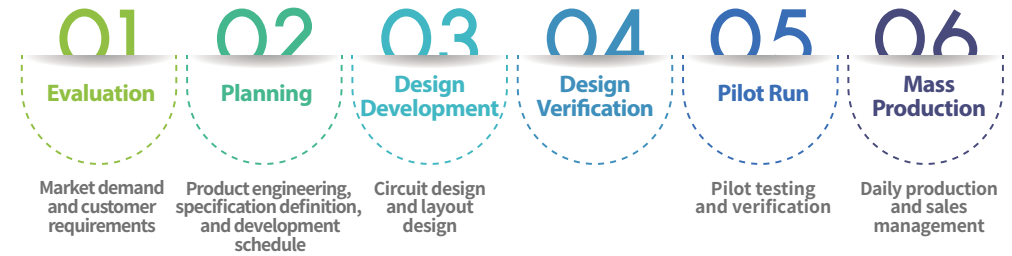 01
Evaluation
Market demand
and customer
requirements
02
Planning
Product engineering,
specification definition,
and development
schedule
03
Design
Development
Circuit design
and layout
design
04
Design
Verification
05
Pilot Run
Pilot testing
and verification
06
Mass
Production
Daily production
and sales
management